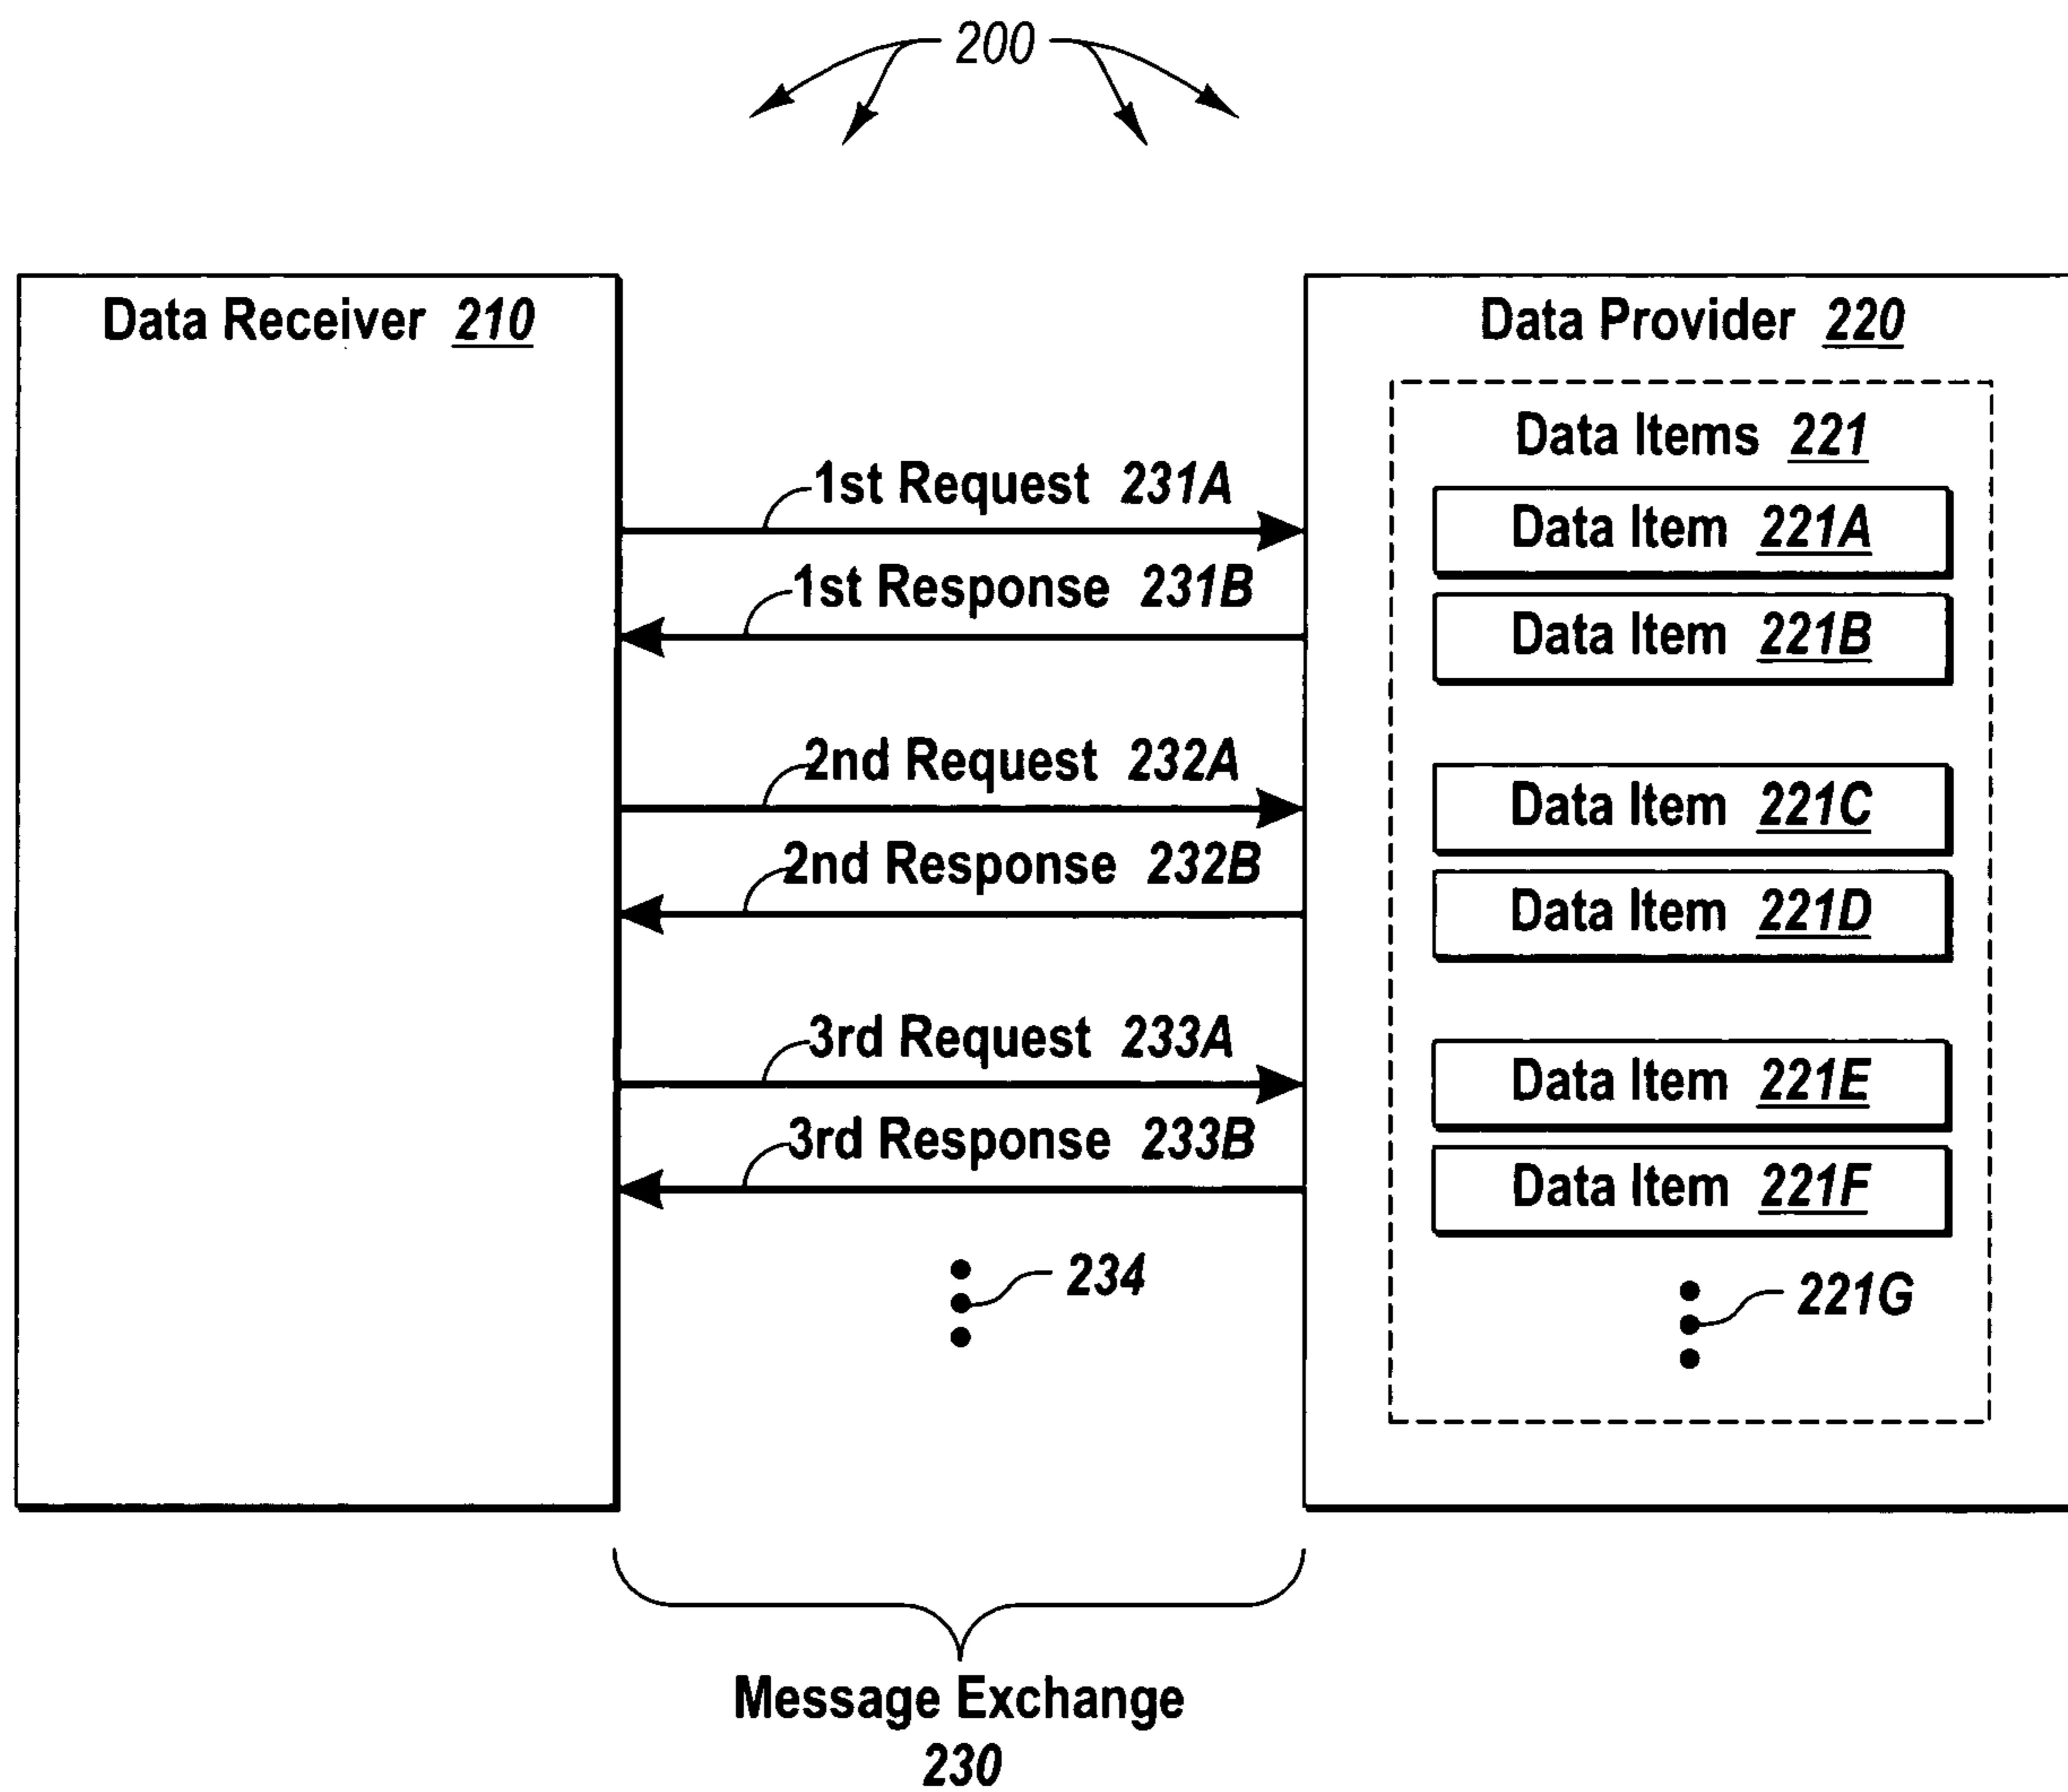 200
Data Receiver 210
1st Request 231A
1st Response 231B
2nd Request 232A
2nd Response 232B
3rd Request 233A
3rd Response 233B
234
Data Provider 220
Data Items 221
Data Item 221A
Data Item 221B
Data Item 221C
Data Item 221D
Data Item 221E
Data Item 221F
221G
Message Exchange
230